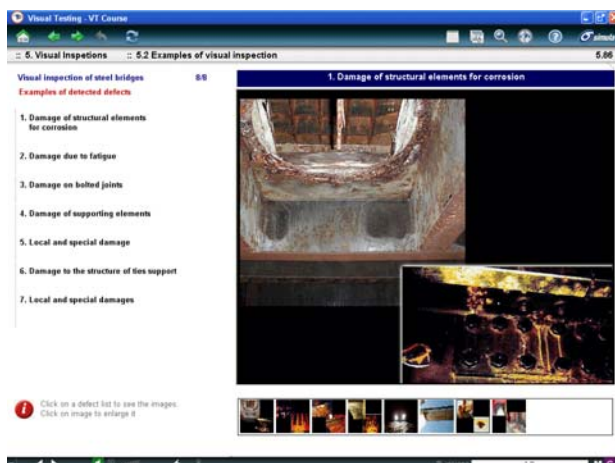 Visual Testing - VT Course
:: 5. Visual Inspetions :: 5.2 Examples of visual inspection 5.86
Visual inspection of steel bridges 8/8
Examples of detected defects
1. Damage of structural elements
for corrosion
2. Damage due to fatigue
3. Damage on bolted joints
4. Damage of supporting elements
5. Local and special damage
6. Damage to the structure of ties support
7. Local and special damages
Click on a defect list to see the images.
Click on image to enlarge it
1. Damage of structural elements for corrosion